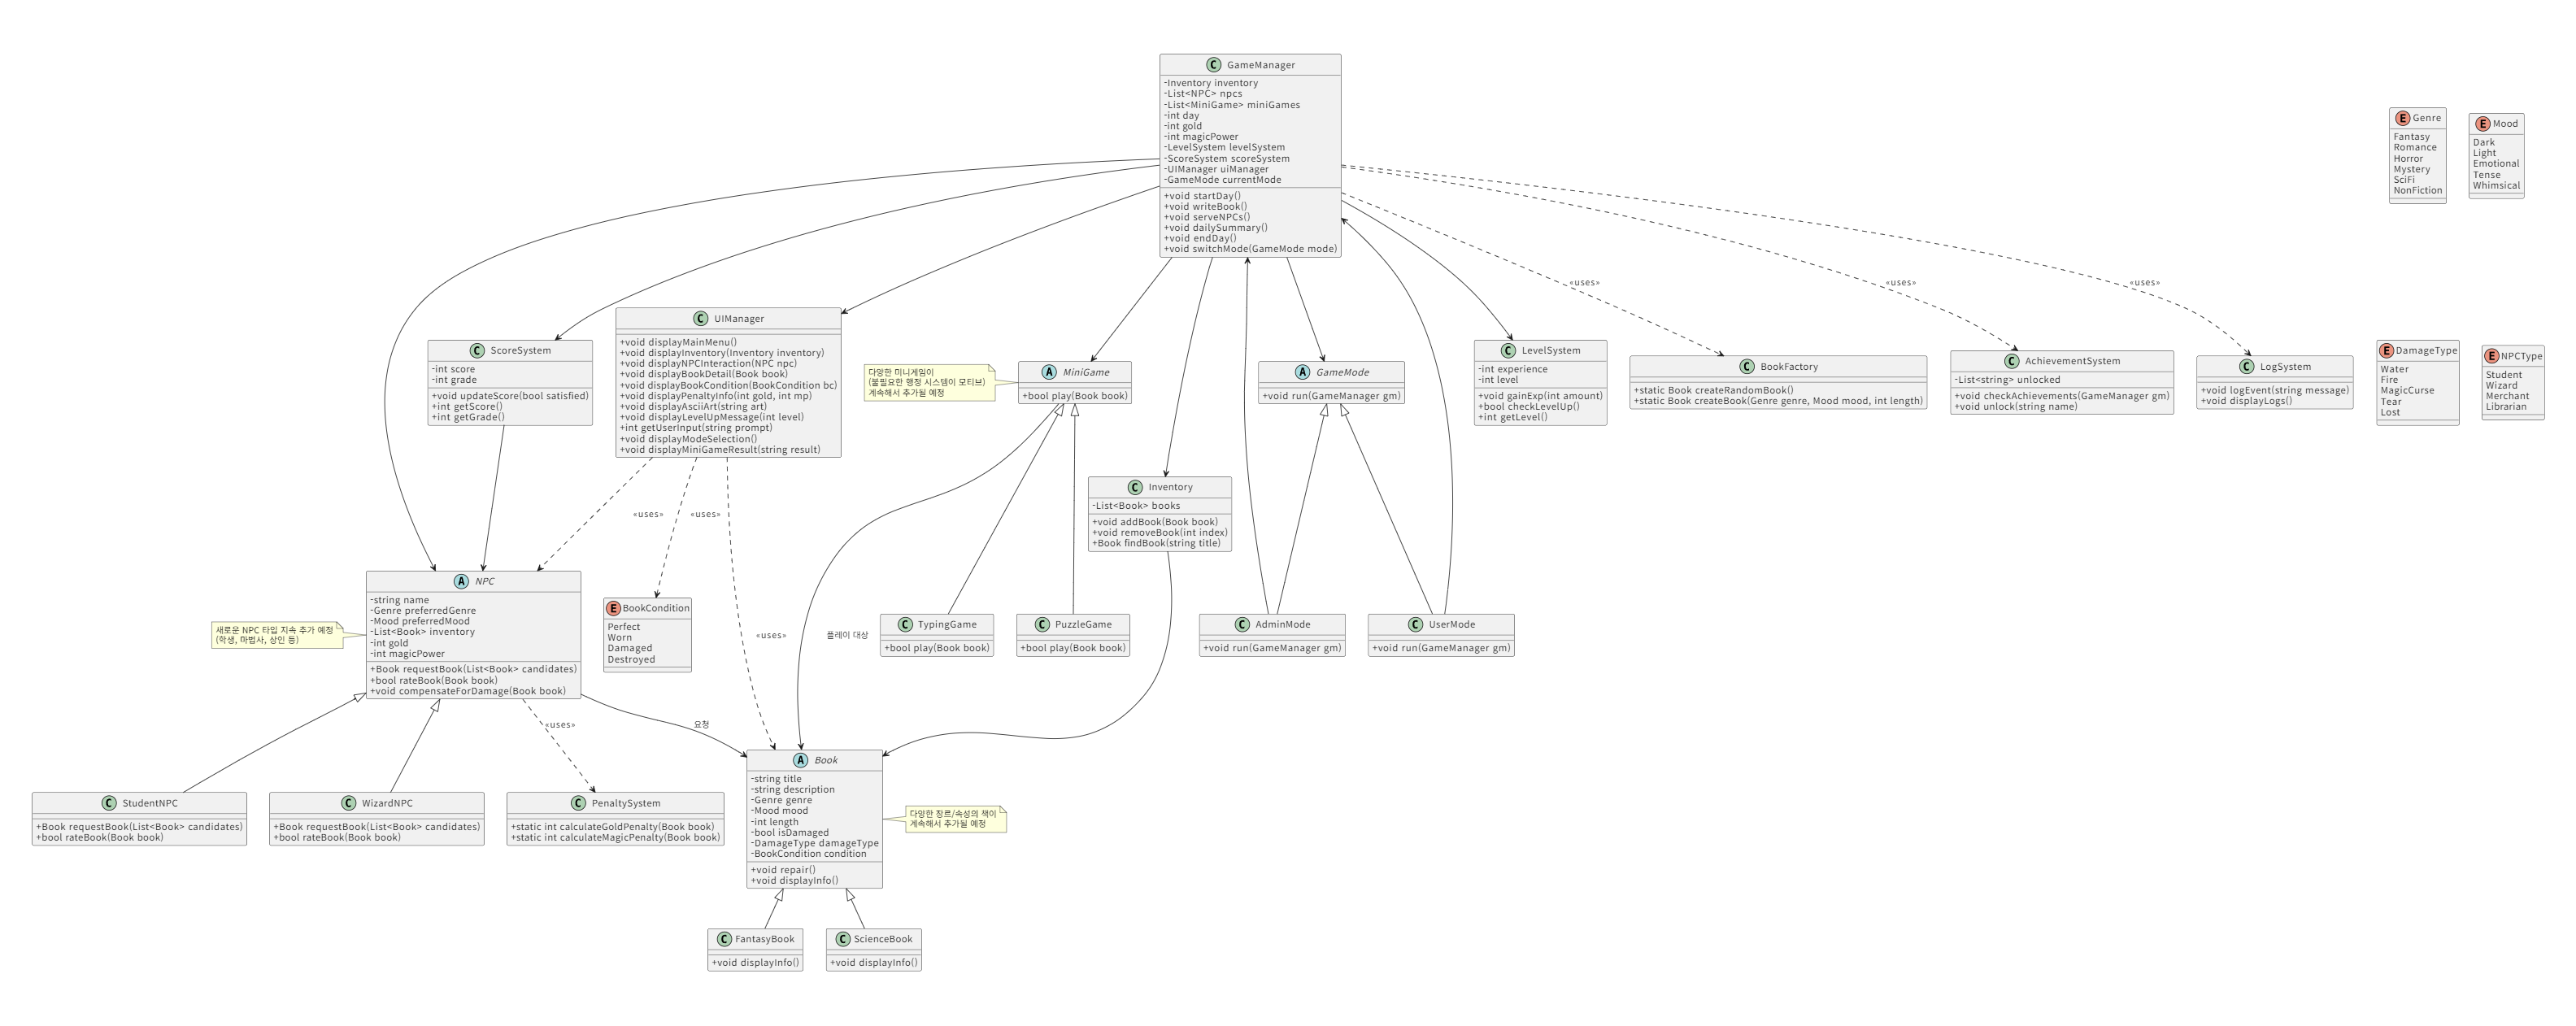 GameManager
-Inventory inventory
-List<NPC> npcs
-List<MiniGame> miniGames
-int day
-int gold
-int magicPower
-LevelSystem levelSystem
-ScoreSystem scoreSystem
-UIManager uiManager
-GameMode currentMode
+void startDay()
+void writeBook()
+void serveNPCs()
+void dailySummary()
+void endDay()
+void switchMode(GameMode mode)
Genre
Fantasy
Romance
Horror
Mystery
SciFi
NonFiction
Mood
Dark
Light
Emotional
Tense
Whimsical
«uses»
«uses»
«uses»
ScoreSystem
-int score
-int grade
+void updateScore(bool satisfied)
+int getScore()
+int getGrade()
UIManager
+void displayMainMenu()
+void displayInventory(Inventory inventory)
+void displayNPCInteraction(NPC npc)
+void displayBookDetail(Book book)
+void displayBookCondition(BookCondition bc)
+void displayPenaltyInfo(int gold, int mp)
+void displayAsciiArt(string art)
+void displayLevelUpMessage(int level)
+int getUserInput(string prompt)
+void displayModeSelection()
+void displayMiniGameResult(string result)
다양한 미니게임이
(불필요한 행정 시스템이 모티브)
계속해서 추가될 예정
MiniGame
+bool play(Book book)
GameMode
+void run(GameManager gm)
LevelSystem
-int experience
-int level
+void gainExp(int amount)
+bool checkLevelUp()
+int getLevel()
BookFactory
+static Book createRandomBook()
+static Book createBook(Genre genre, Mood mood, int length)
AchievementSystem
-List<string> unlocked
+void checkAchievements(GameManager gm)
+void unlock(string name)
LogSystem
+void logEvent(string message)
+void displayLogs()
DamageType
Water
Fire
MagicCurse
Tear
Lost
NPCType
Student
Wizard
Merchant
Librarian
Inventory
-List<Book> books
+void addBook(Book book)
+void removeBook(int index)
+Book findBook(string title)
«uses»
«uses»
«uses»
플레이 대상
새로운 NPC 타입 지속 추가 예정
(학생, 마법사, 상인 등)
NPC
-string name
-Genre preferredGenre
-Mood preferredMood
-List<Book> inventory
-int gold
-int magicPower
+Book requestBook(List<Book> candidates)
+bool rateBook(Book book)
+void compensateForDamage(Book book)
BookCondition
Perfect
Worn
Damaged
Destroyed
TypingGame
+bool play(Book book)
PuzzleGame
+bool play(Book book)
AdminMode
+void run(GameManager gm)
UserMode
+void run(GameManager gm)
«uses»
요청
StudentNPC
+Book requestBook(List<Book> candidates)
+bool rateBook(Book book)
WizardNPC
+Book requestBook(List<Book> candidates)
+bool rateBook(Book book)
PenaltySystem
+static int calculateGoldPenalty(Book book)
+static int calculateMagicPenalty(Book book)
Book
-string title
-string description
-Genre genre
-Mood mood
-int length
-bool isDamaged
-DamageType damageType
-BookCondition condition
+void repair()
+void displayInfo()
다양한 장르/속성의 책이
계속해서 추가될 예정
FantasyBook
+void displayInfo()
ScienceBook
+void displayInfo()